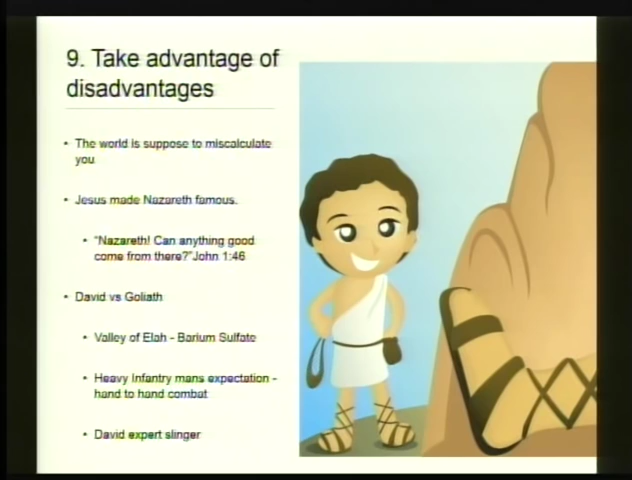 9. Take advantage of
disadvantages
• The world is suppose to miscalculate
you
• Jesus made Nazareth famous.
• "Nazareth! Can anything good
come from there?"John 1:46
• David vs Goliath
• Valley of Elah - Barium Sulfate
• Heavy Infantry mans expectation -
hand to hand combat
• David expert slinger